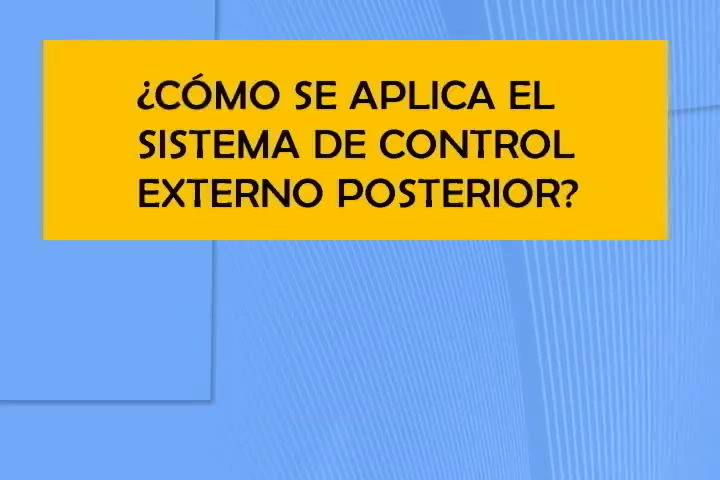 ¿CÓMO SE APLICA EL
SISTEMA DE CONTROL
EXTERNO POSTERIOR?